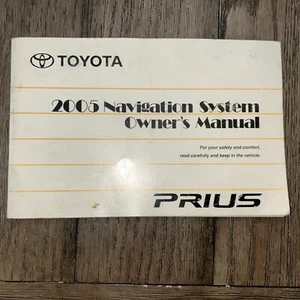 TOYOTA
2005 Navigation System
Owner's Manual
For your safety and comfort,
read carefully and keep in the vehicle.
PRIUS